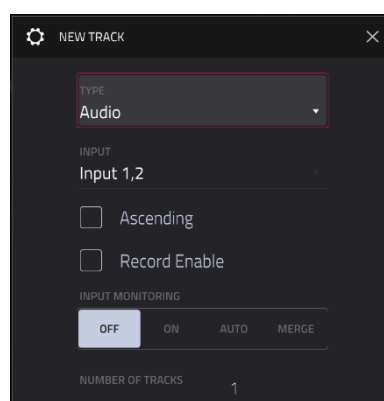 NEW TRACK
TYPE
Audio
INPUT
Input 1,2
Ascending
Record Enable
INPUT MONITORING
OFF ON AUTO MERGE
NUMBER OF TRACKS 1